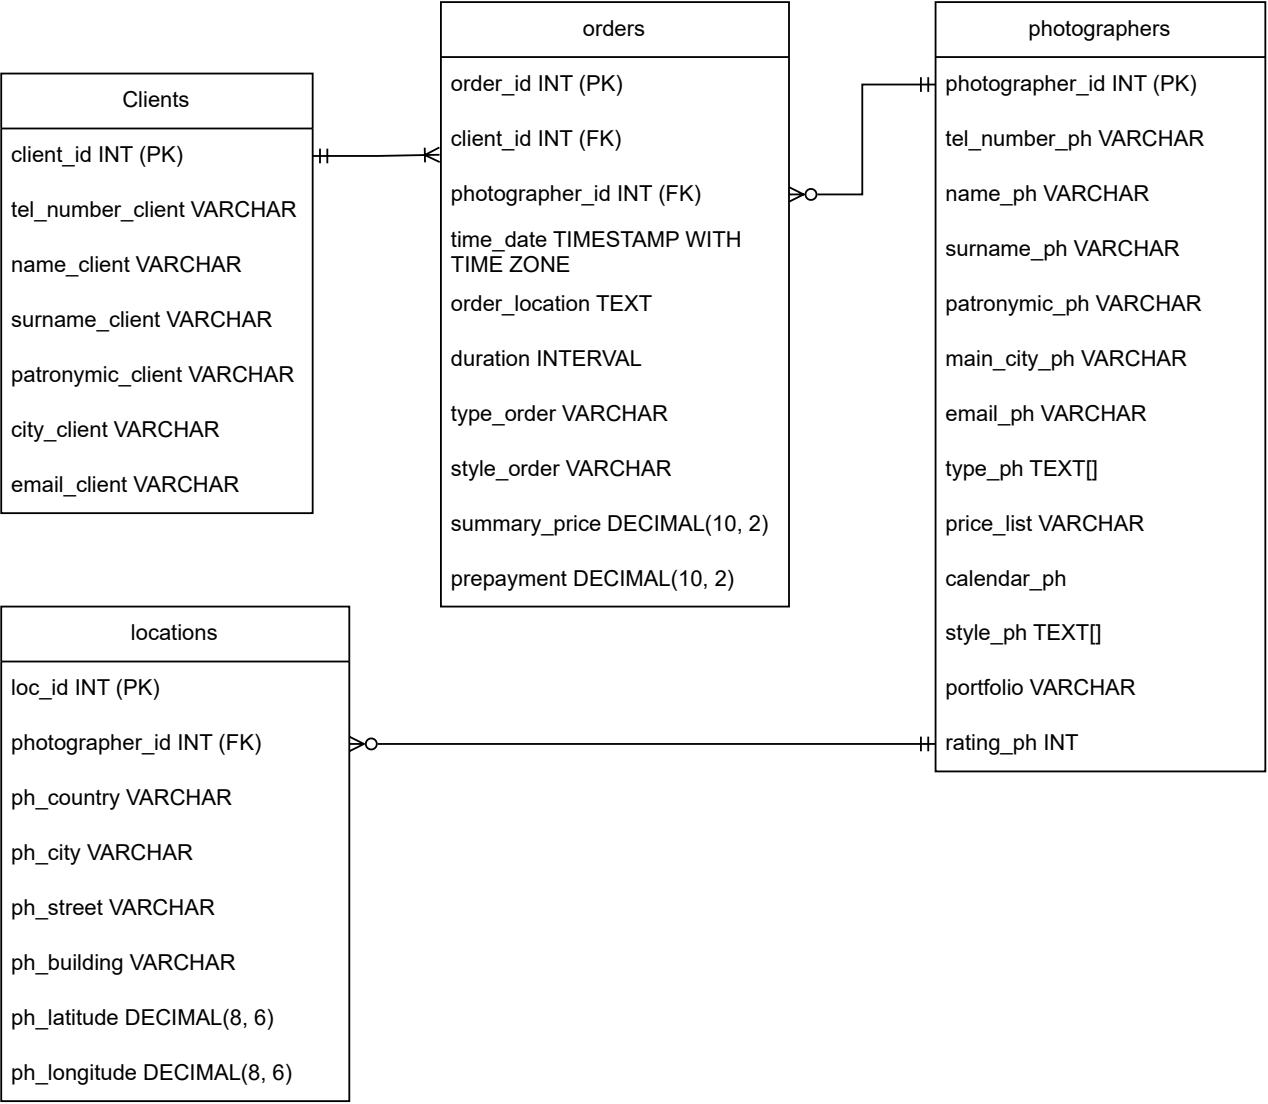 Clients
client_id INT (PK)
tel_number_client VARCHAR
name_client VARCHAR
surname_client VARCHAR
patronymic_client VARCHAR
city_client VARCHAR
email_client VARCHAR
orders
order_id INT (PK)
client_id INT (FK)
photographer_id INT (FK)
time_date TIMESTAMP WITH
TIME ZONE
order_location TEXT
duration INTERVAL
type_order VARCHAR
style_order VARCHAR
summary_price DECIMAL(10, 2)
prepayment DECIMAL(10, 2)
photographers
photographer_id INT (PK)
tel_number_ph VARCHAR
name_ph VARCHAR
surname_ph VARCHAR
patronymic_ph VARCHAR
main_city_ph VARCHAR
email_ph VARCHAR
type_ph TEXT[]
price_list VARCHAR
calendar_ph
style_ph TEXT[]
portfolio VARCHAR
rating_ph INT
locations
loc_id INT (PK)
photographer_id INT (FK)
ph_country VARCHAR
ph_city VARCHAR
ph_street VARCHAR
ph_building VARCHAR
ph_latitude DECIMAL(8, 6)
ph_longitude DECIMAL(8, 6)